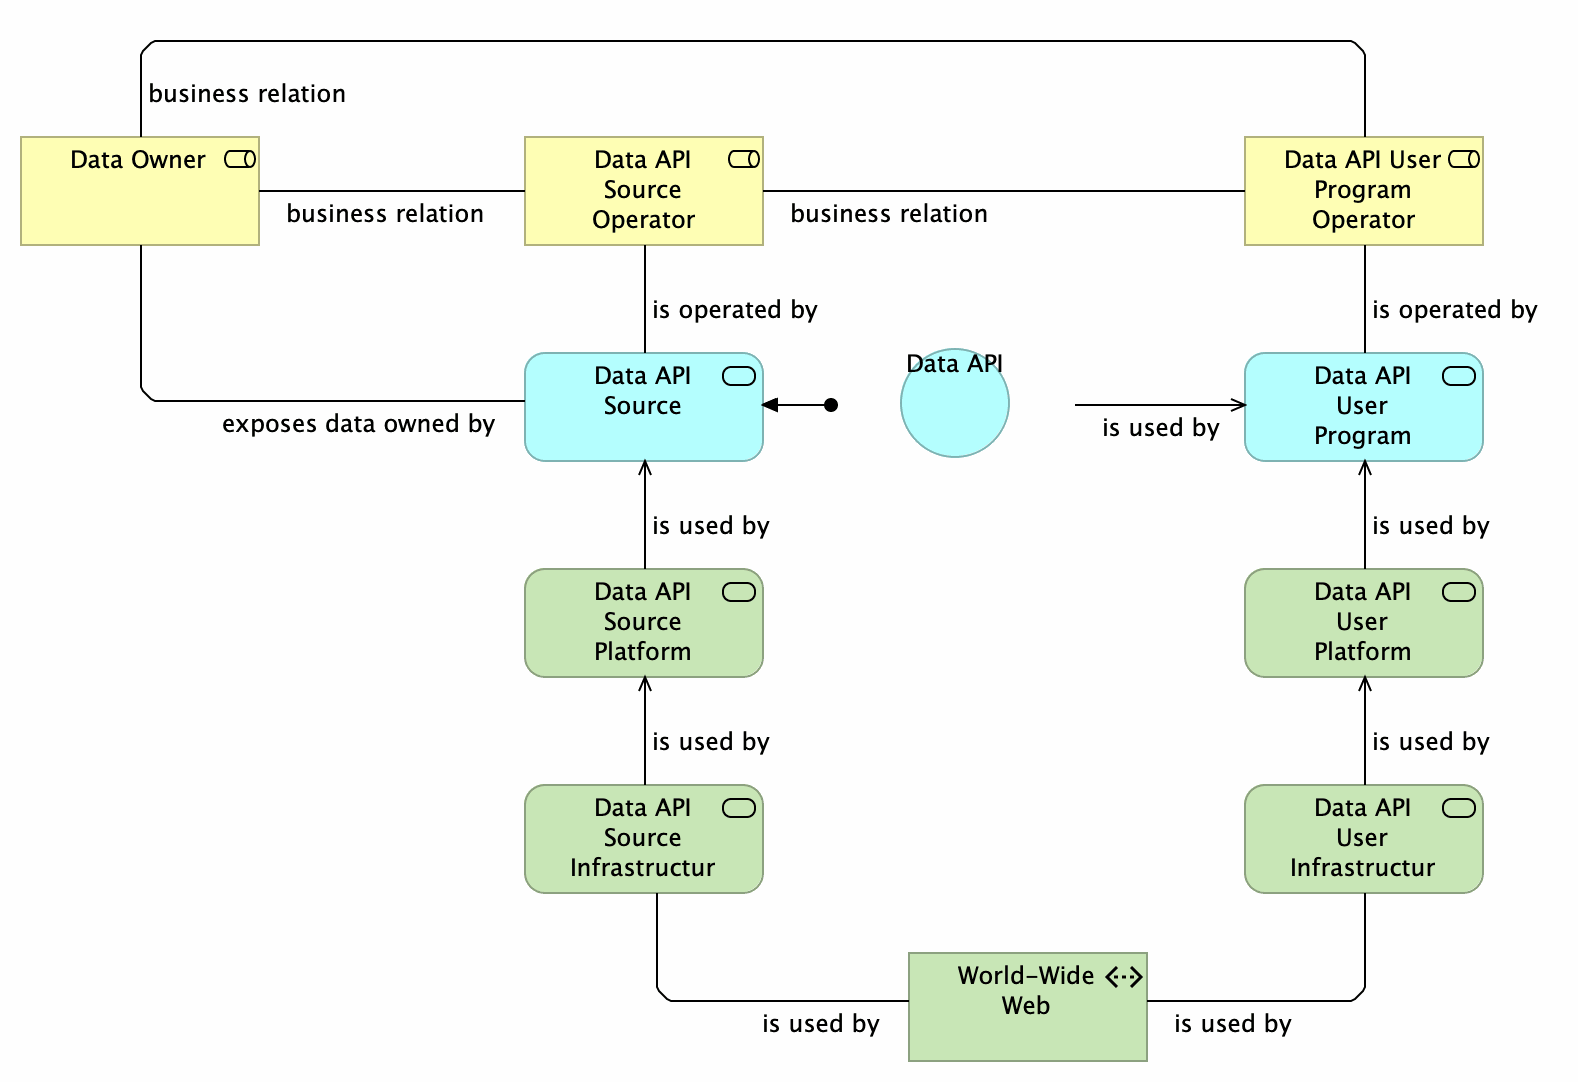 business relation
Data Owner
Data API
Source
Operator
Data API User
Program
Operator
business relation
business relation
is operated by
is operated by
Data API
Source
Data API
Data API
User
Program
exposes data owned by
is used by
is used by
is used by
Data API
Source
Platform
Data API
User
Platform
is used by
is used by
Data API
Source
Infrastructur
Data API
User
Infrastructur
World-Wide
Web
is used by
is used by